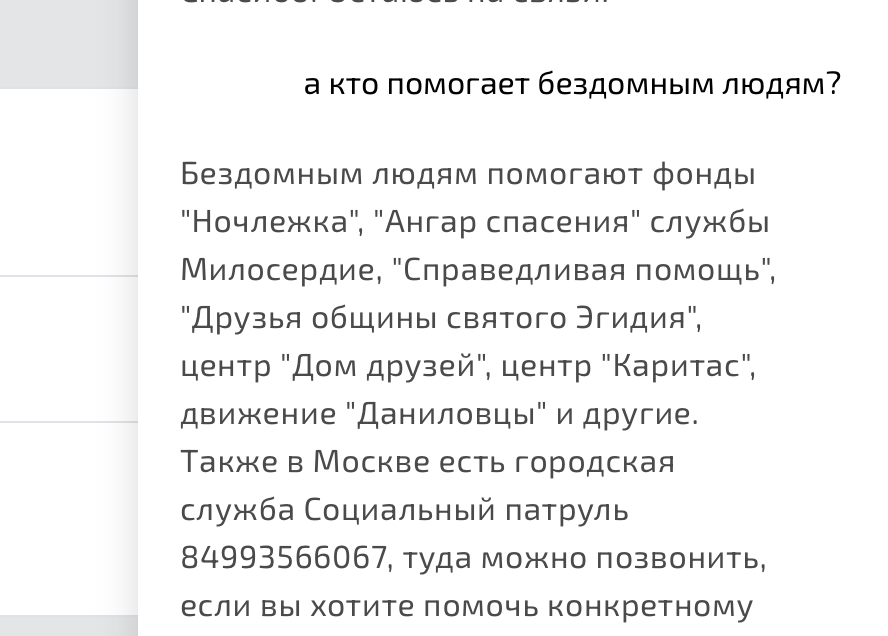 а кто помогает бездомным людям?
Бездомным людям помогают фонды
"Ночлежка", "Ангар спасения" службы
Милосердие, "Справедливая помощь",
"Друзья общины святого Эгидия",
центр "Дом друзей", центр "Каритас",
движение "Даниловцы" и другие.
Также в Москве есть городская
служба Социальный патруль
84993566067, туда можно позвонить,
если вы хотите помочь конкретному